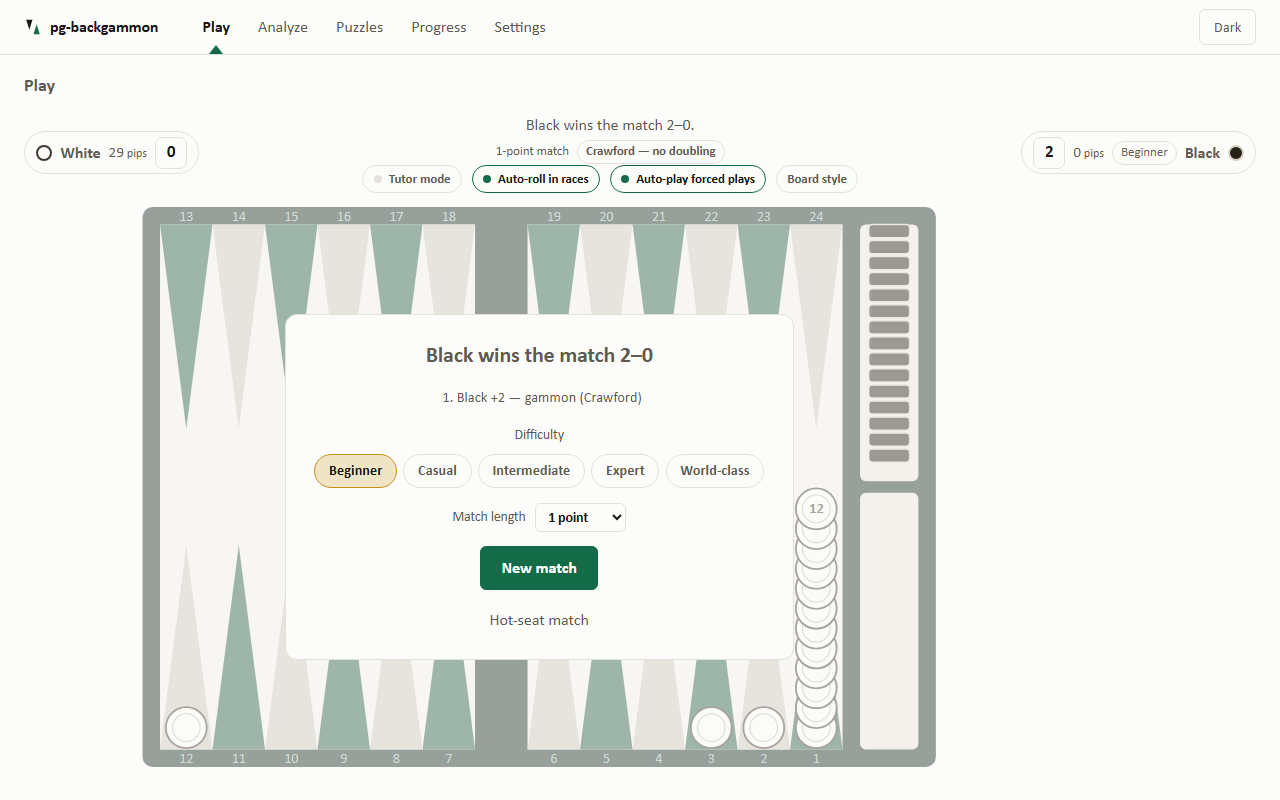 pg-backgammon Play Analyze Puzzles Progress Settings Dark
Play
Black wins the match 2–0.
White 29 pips 0
1-point match Crawford — no doubling
2 0 pips Beginner Black
Tutor mode Auto-roll in races Auto-play forced plays Board style
13 14 15 16 17 18 19 20 21 22 23 24
Black wins the match 2–0
1. Black +2 — gammon (Crawford)
Difficulty
Beginner Casual Intermediate Expert World-class
12
Match length 1 point
New match
Hot-seat match
12 11 10 9 8 7 6 5 4 3 2 1